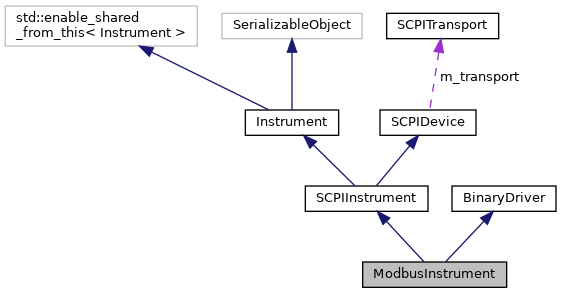 std::enable_shared
_from_this< Instrument >
SerializableObject
SCPITransport
m_transport
Instrument
SCPIDevice
SCPIInstrument
BinaryDriver
ModbusInstrument